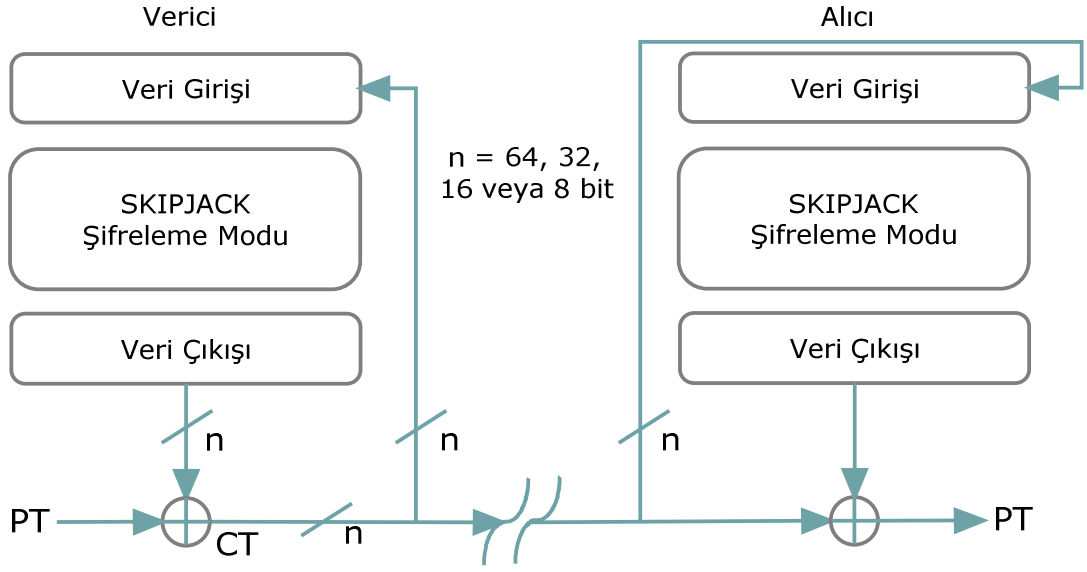 Verici
Alıcı
Veri Girişi
Veri Girişi
n = 64, 32,
16 veya 8 bit
SKIPJACK
Şifreleme Modu
SKIPJACK
Şifreleme Modu
Veri Çıkışı
Veri Çıkışı
n
n
n
PT
CT
n
PT